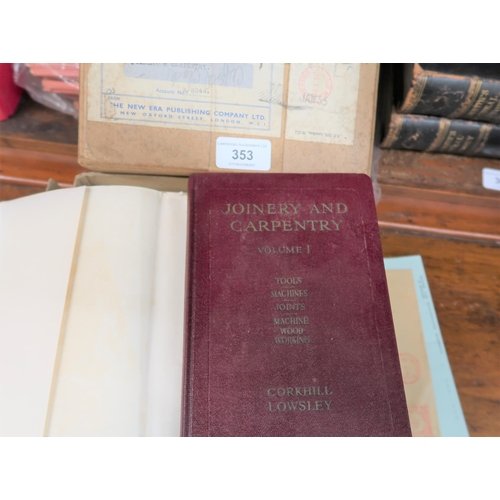 THE NEW ERA PUBLISHING COMPANY LTD.
NEW OXFORD STREET, LONDON, W.C.1
353
JOINERY AND
CARPENTRY
VOLUME I
TOOLS
MACHINES
JOINTS
MACHINE
WOOD
WORKING
CORKHILL
LOWSLEY